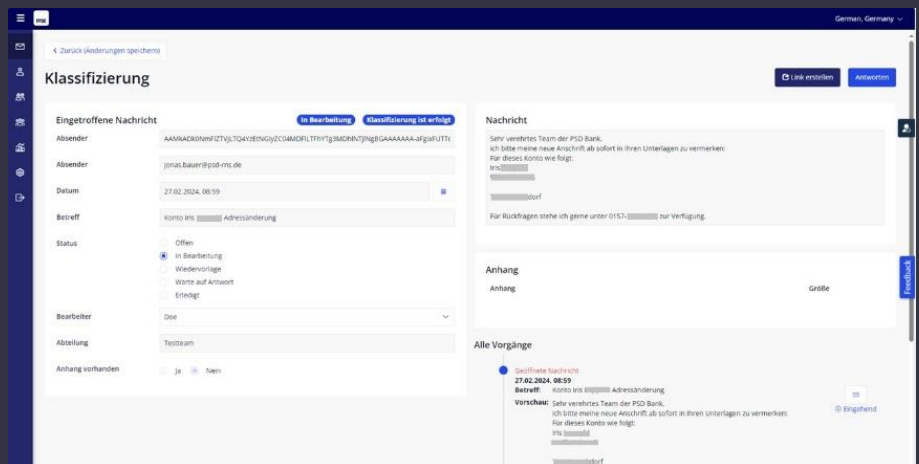 German, Germany
Zurück (Änderungen speichern)
Klassifizierung
Link erstellen
Antworten
Eingetroffene Nachricht
In Bearbeitung
Klassifizierung ist erfolgt
Absender
Absender
jonas.bauer@psd-rns.de
Datum
27.02.2024, 08:59
Betreff
Konto Iris Adressänderung
Status
Offen
In Bearbeitung
Wiedervorlage
Warte auf Antwort
Erledigt
Bearbeiter
Doe
Abteilung
Testteam
Anhang vorhanden
Ja
Nein
Nachricht
Sehr verehrtes Team der PSD Bank,
ich bitte meine neue Anschrift ab sofort in Ihren Unterlagen zu vermerken:
Für dieses Konto wie folgt:
Iris
dorf
Für Rückfragen stehe ich gerne unter 0157- zur Verfügung.
Anhang
Anhang
Größe
Feedback
Alle Vorgänge
Geöffnete Nachricht
27.02.2024, 08:59
Betreff: Konto Iris Adressänderung
Vorschau: Sehr verehrtes Team der PSD Bank,
ich bitte meine neue Anschrift ab sofort in Ihren Unterlagen zu vermerken:
Für dieses Konto wie folgt:
Iris
dorf
Eingehend